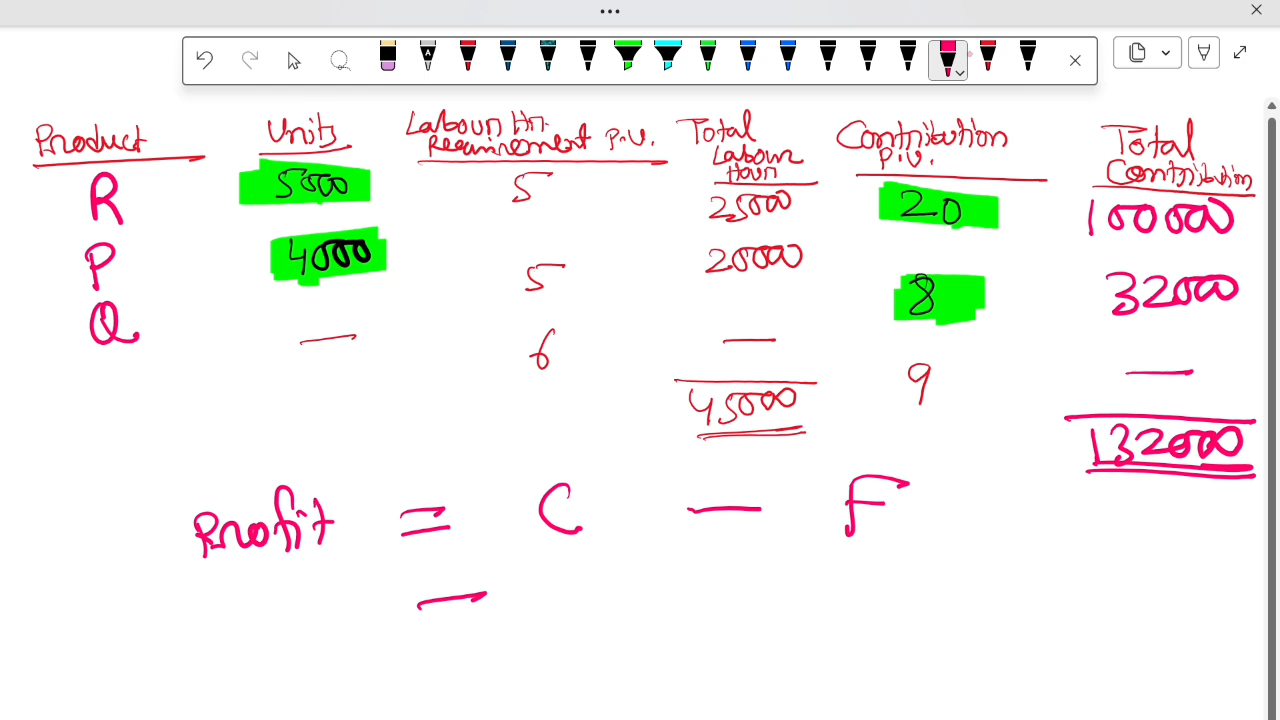 Product Units Labour Hr. Requirement P.U. Total Labour Hour Contribution P.U. Total Contribution
R 5000 5 25000 20 100000
P 4000 5 20000 8 32000
Q — 6 — 9 —
45000 132000
Profit = C — F